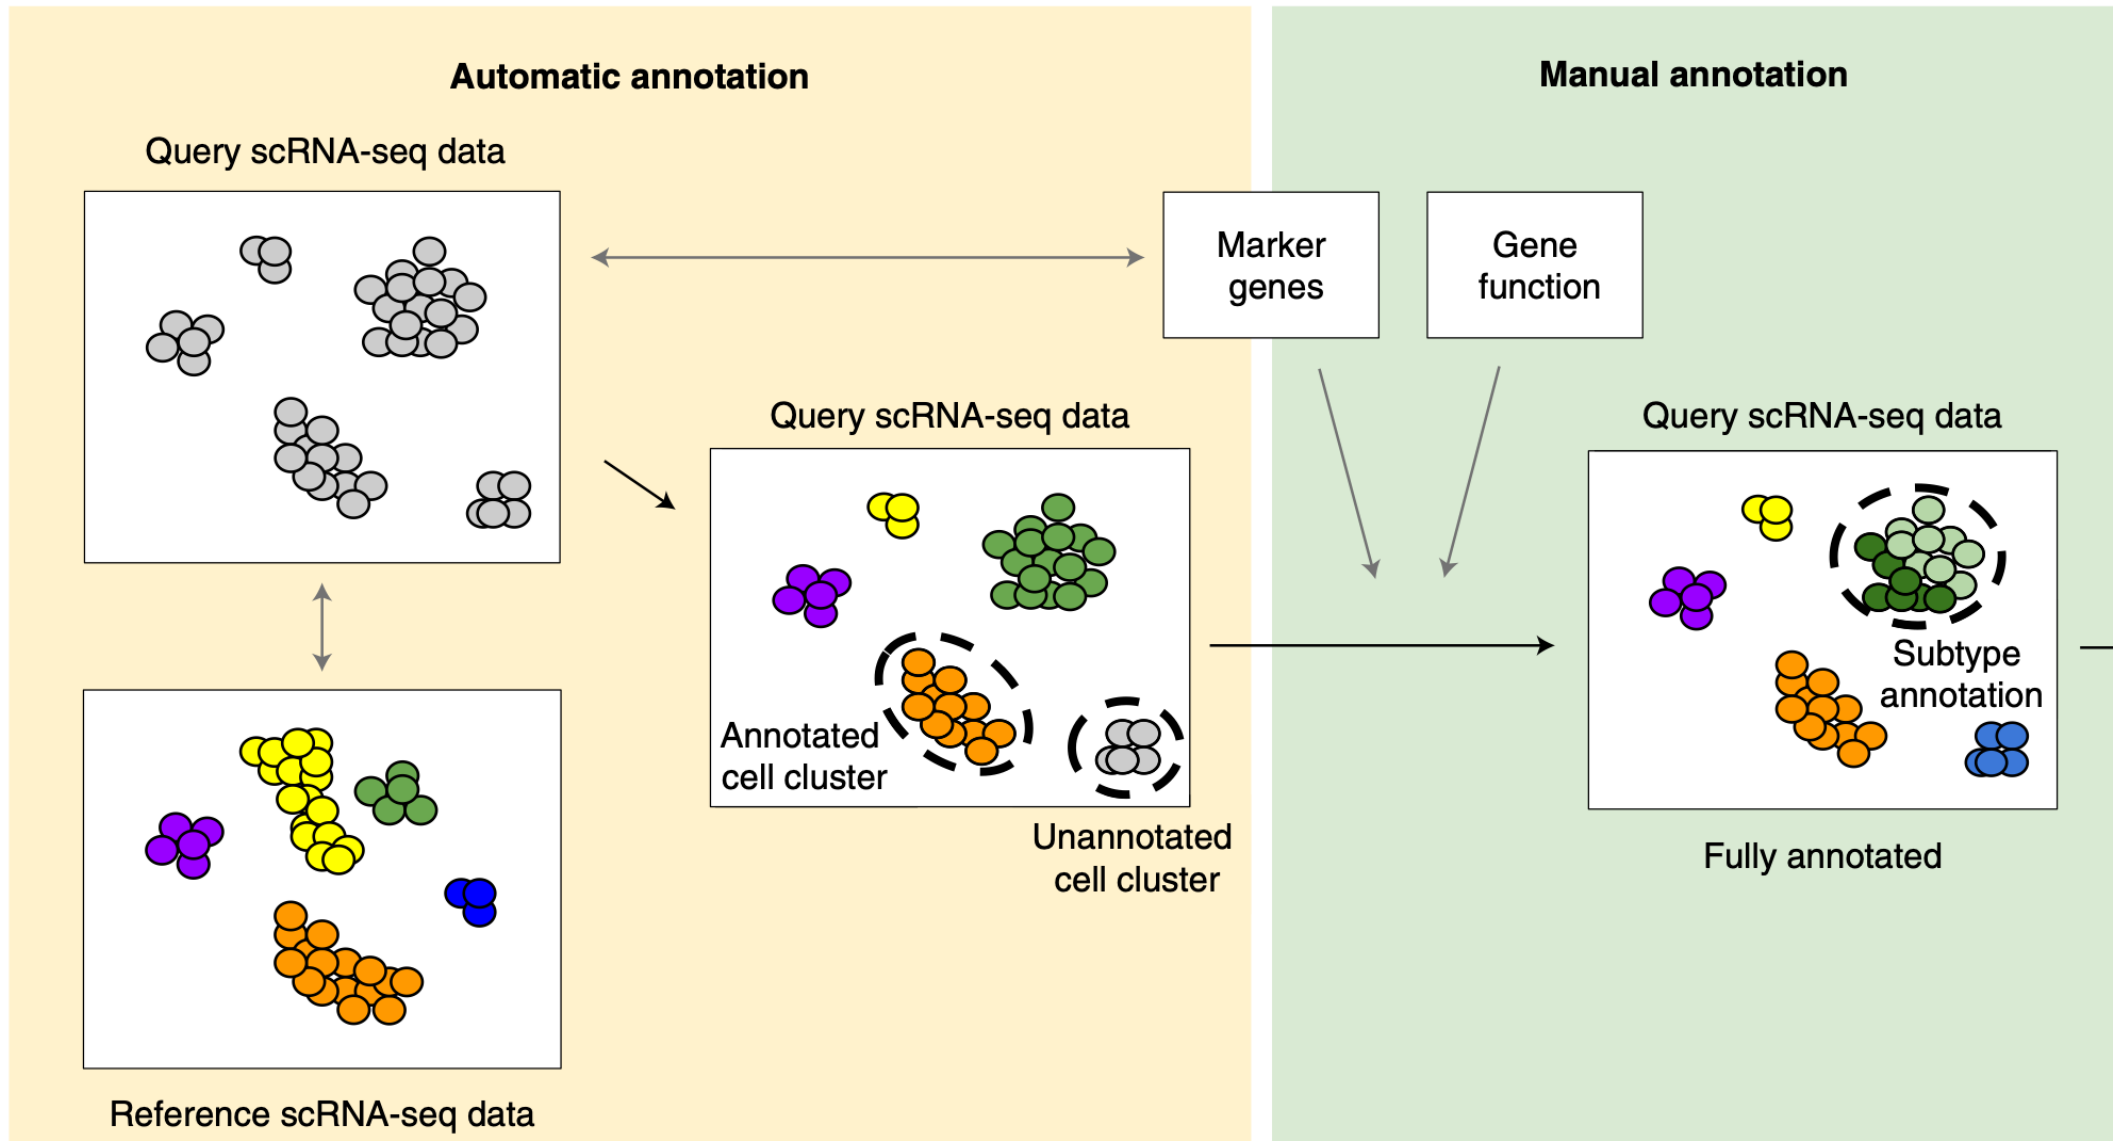 Automatic annotation
Manual annotation
Query scRNA-seq data
Marker
genes
Gene
function
Query scRNA-seq data
Annotated
cell cluster
Unannotated
cell cluster
Query scRNA-seq data
Subtype
annotation
Fully annotated
Reference scRNA-seq data